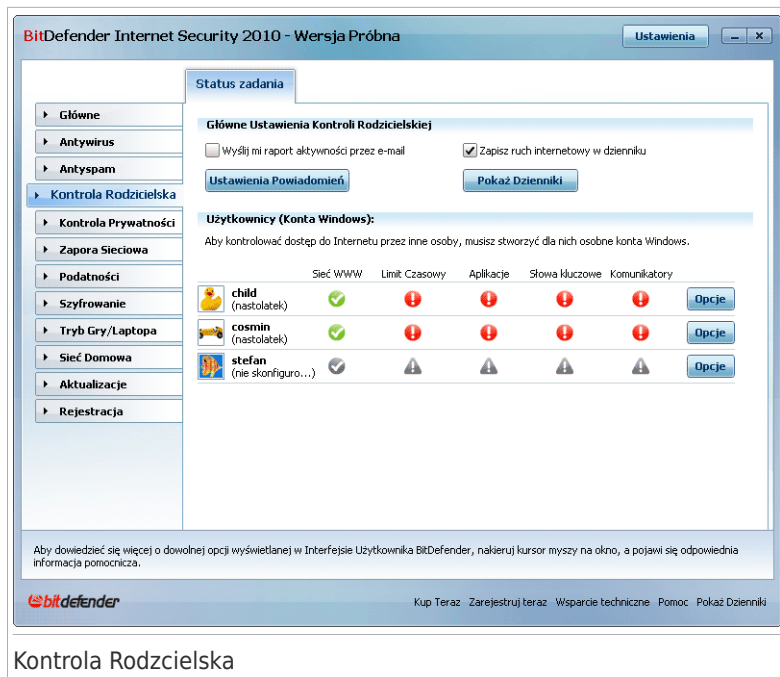 BitDefender Internet Security 2010 - Wersja Próbna
Ustawienia
Status zadania
Główne
Antywirus
Antyspam
Kontrola Rodzicielska
Kontrola Prywatności
Zapora Sieciowa
Podatności
Szyfrowanie
Tryb Gry/Laptopa
Sieć Domowa
Aktualizacje
Rejestracja
Główne Ustawienia Kontroli Rodzicielskiej
Wyślij mi raport aktywności przez e-mail
Zapisz ruch internetowy w dzienniku
Ustawienia Powiadomień
Pokaż Dzienniki
Użytkownicy (Konta Windows):
Aby kontrolować dostęp do Internetu przez inne osoby, musisz stworzyć dla nich osobne konta Windows.
Sieć WWW Limit Czasowy Aplikacje Słowa kluczowe Komunikatory
child
(nastolatek)
Opcje
cosmin
(nastolatek)
Opcje
stefan
(nie skonfiguro...)
Opcje
Aby dowiedzieć się więcej o dowolnej opcji wyświetlanej w Interfejsie Użytkownika BitDefender, nakieruj kursor myszy na okno, a pojawi się odpowiednia
informacja pomocnicza.
bitdefender
Kup Teraz Zarejestruj teraz Wsparcie techniczne Pomoc Pokaż Dzienniki
Kontrola Rodzcielska